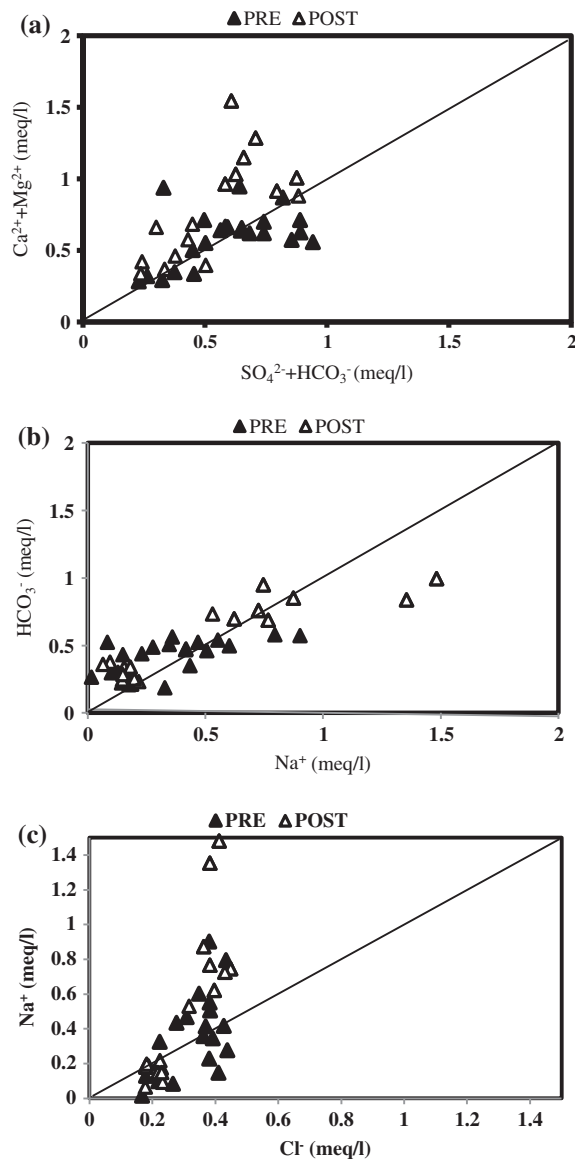 (a)
▲PRE △POST
2
1.5
1
0.5
0
0 0.5 1 1.5 2
Ca²⁺+Mg²⁺ (meq/l)
SO₄²⁻+HCO₃⁻ (meq/l)
(b)
▲PRE △POST
2
1.5
1
0.5
0
0 0.5 1 1.5 2
HCO₃⁻ (meq/l)
Na⁺ (meq/l)
(c)
▲PRE △POST
1.4
1.2
1
0.8
0.6
0.4
0.2
0
0 0.2 0.4 0.6 0.8 1 1.2 1.4
Na⁺ (meq/l)
Cl⁻ (meq/l)